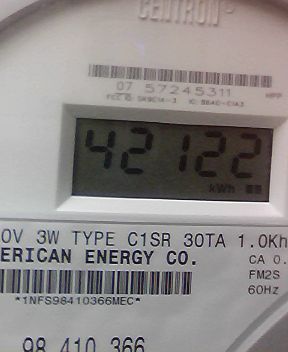 CENTRON
07 57245311
42122
kWh
0V 3W TYPE C1SR 30TA 1.0Kh
ERICAN ENERGY CO.
CA 0.
FM2S
60Hz
*1NFS98410366MEC*
98 410 366